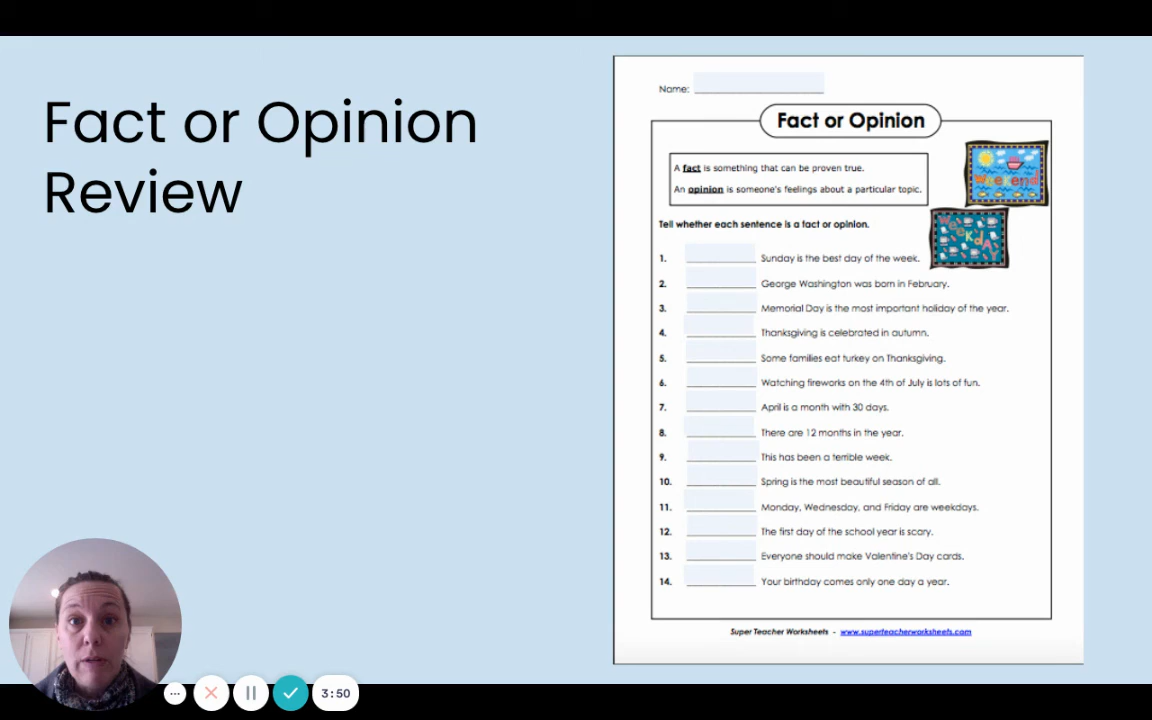 Fact or Opinion
Review
Name:
Fact or Opinion
A fact is something that can be proven true.
An opinion is someone's feelings about a particular topic.
weekend
weekday
Tell whether each sentence is a fact or opinion.
1. Sunday is the best day of the week.
2. George Washington was born in February.
3. Memorial Day is the most important holiday of the year.
4. Thanksgiving is celebrated in autumn.
5. Some families eat turkey on Thanksgiving.
6. Watching fireworks on the 4th of July is lots of fun.
7. April is a month with 30 days.
8. There are 12 months in the year.
9. This has been a terrible week.
10. Spring is the most beautiful season of all.
11. Monday, Wednesday, and Friday are weekdays.
12. The first day of the school year is scary.
13. Everyone should make Valentine's Day cards.
14. Your birthday comes only one day a year.
Super Teacher Worksheets - www.superteacherworksheets.com
3:50